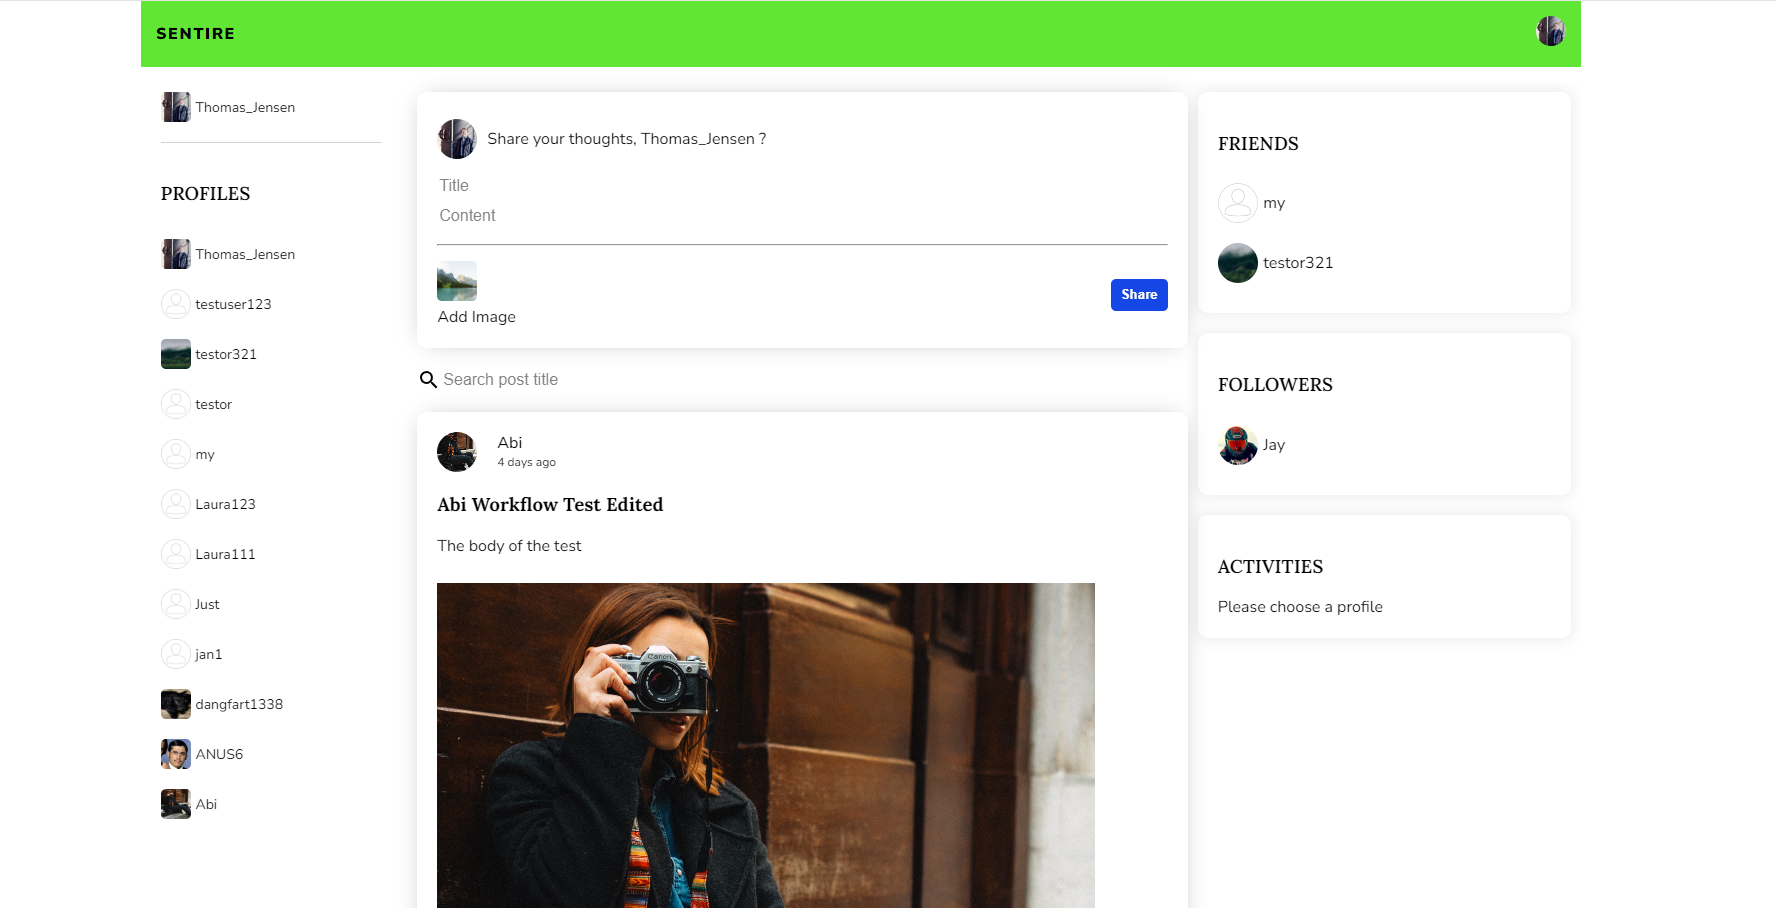 SENTIRE
Thomas_Jensen
PROFILES
Thomas_Jensen
testuser123
testor321
testor
my
Laura123
Laura111
Just
jan1
dangfart1338
ANUS6
Abi
Share your thoughts, Thomas_Jensen ?
Title
Content
Add Image
Share
Search post title
Abi
4 days ago
Abi Workflow Test Edited
The body of the test
Canon
FRIENDS
my
testor321
FOLLOWERS
Jay
ACTIVITIES
Please choose a profile